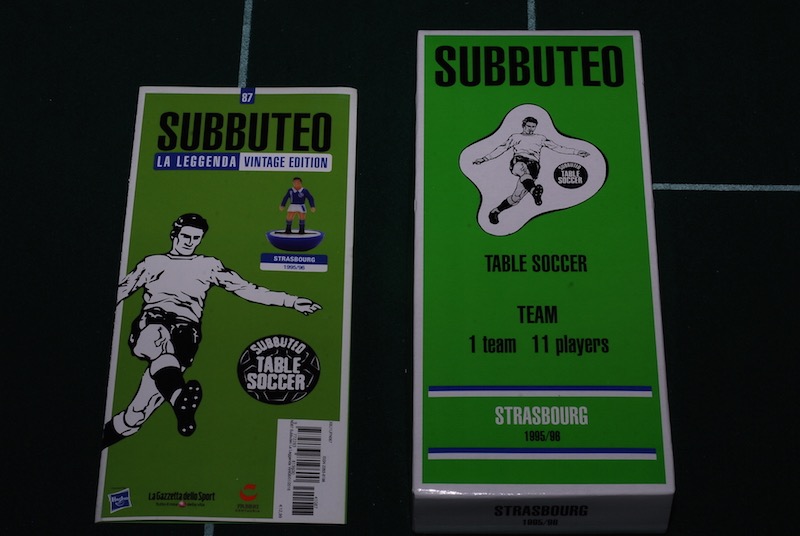 87
SUBBUTEO
LA LEGGENDA VINTAGE EDITION
STRASBOURG
1995/96
SUBBUTEO
TABLE
SOCCER
Hasbro
La Gazzetta dello Sport
SUBBUTEO
SUBBUTEO
TABLE
SOCCER
TABLE SOCCER
TEAM
1 team 11 players
STRASBOURG
1995/96
STRASBOURG
1995/96